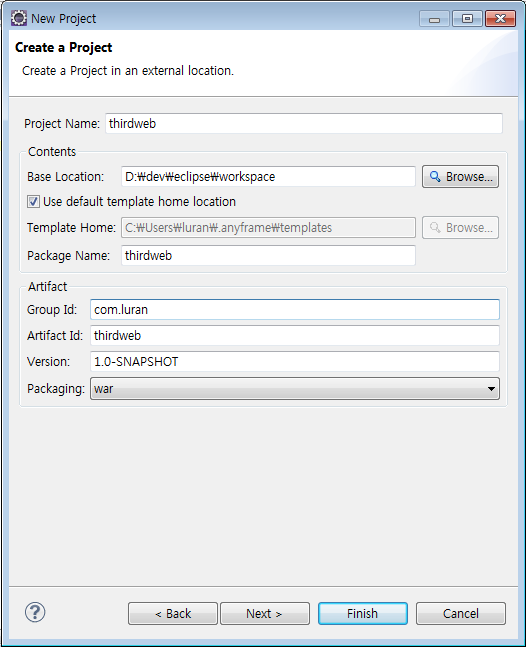 New Project
Create a Project
Create a Project in an external location.
Project Name: thirdweb
Contents
Base Location: D:₩dev₩eclipse₩workspace Browse...
Use default template home location
Template Home: C:₩Users₩luran₩.anyframe₩templates Browse...
Package Name: thirdweb
Artifact
Group Id: com.luran
Artifact Id: thirdweb
Version: 1.0-SNAPSHOT
Packaging: war
? < Back Next > Finish Cancel